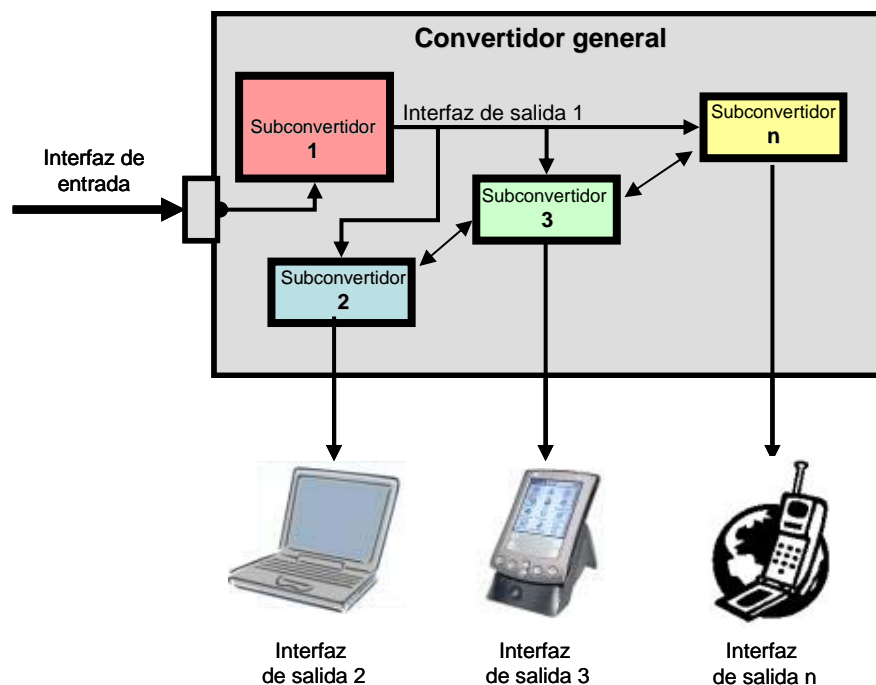 Convertidor general
Subconvertidor
1
Interfaz de salida 1
Subconvertidor
n
Interfaz de
entrada
Subconvertidor
3
Subconvertidor
2
Interfaz
de salida 2
Interfaz
de salida 3
Interfaz
de salida n